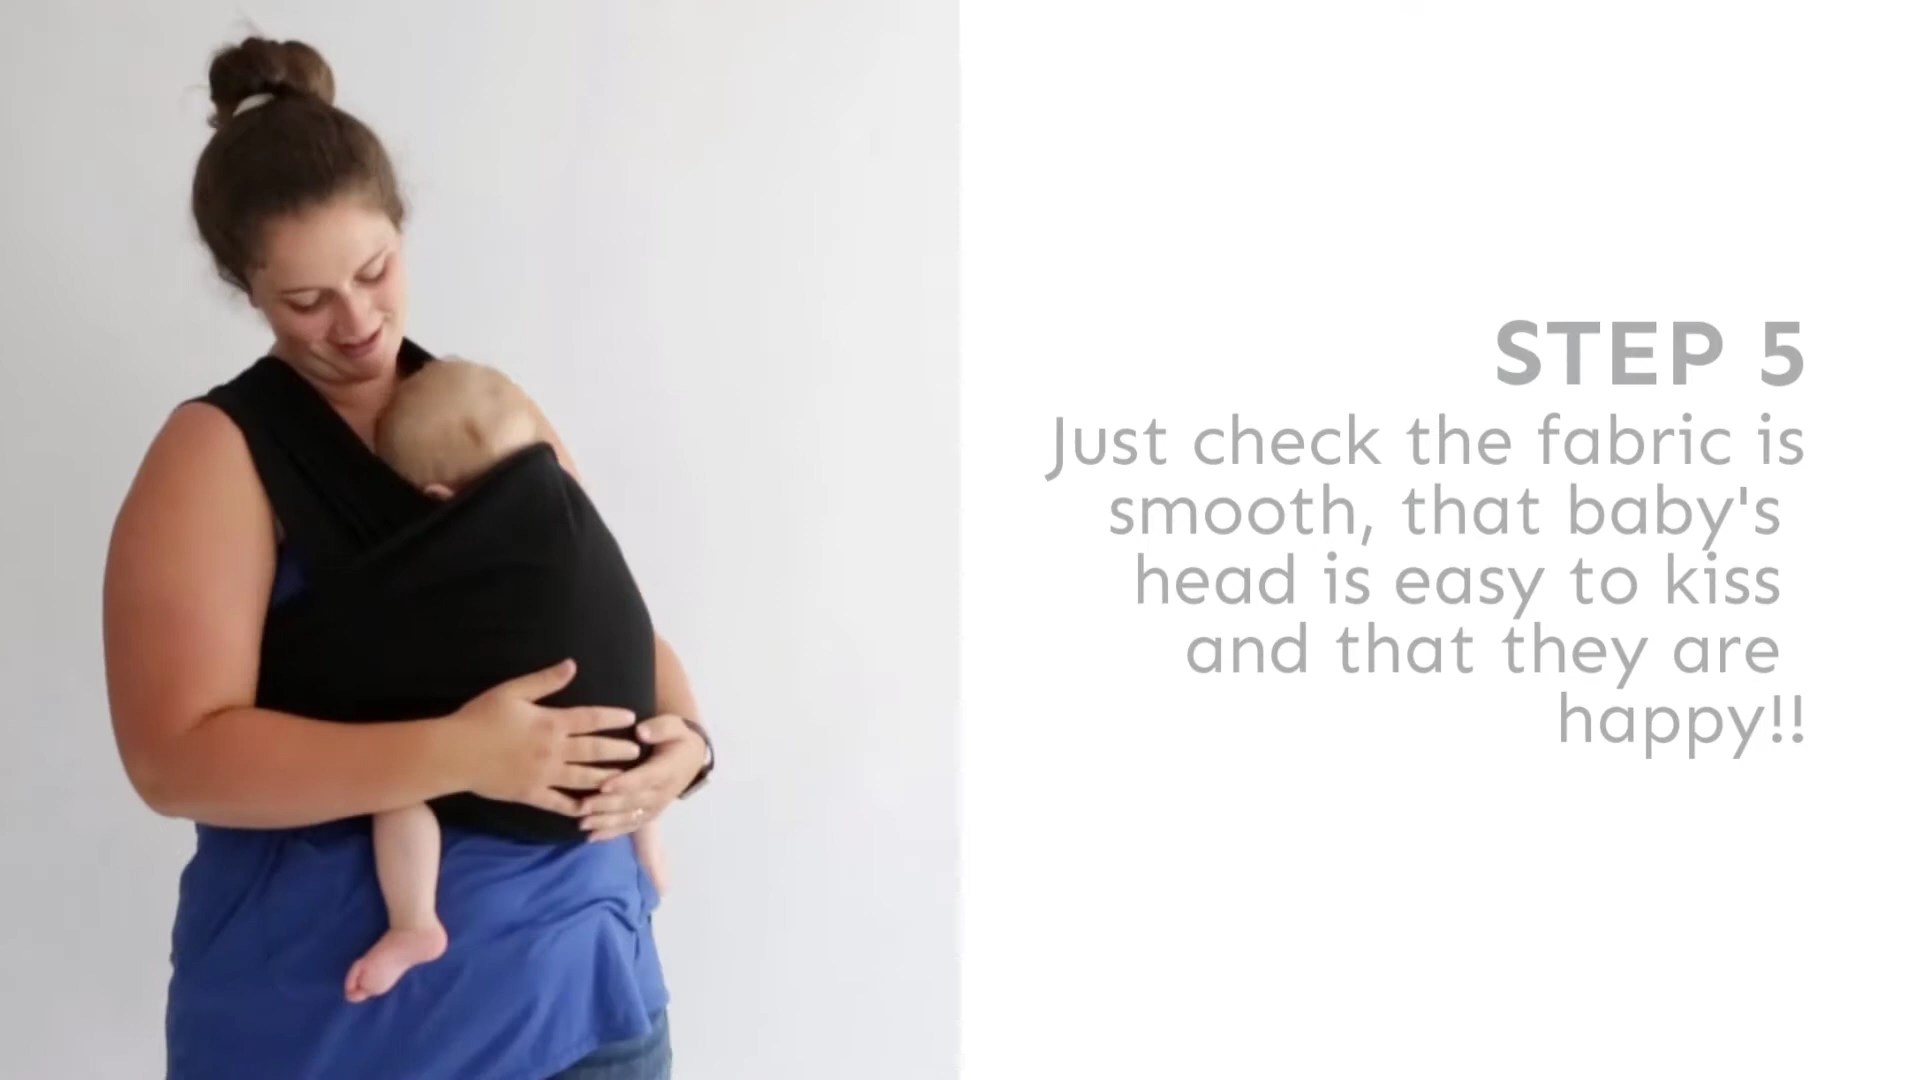 STEP 5
Just check the fabric is
smooth, that baby's
head is easy to kiss
and that they are
happy!!